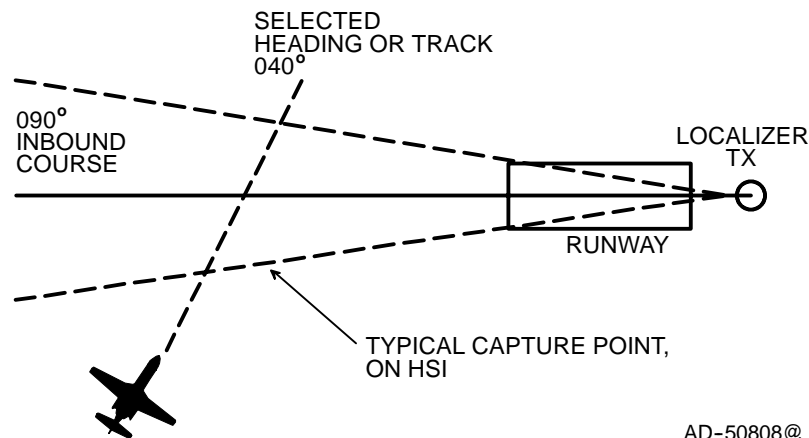 SELECTED
HEADING OR TRACK
040°
090°
INBOUND
COURSE
LOCALIZER
TX
RUNWAY
TYPICAL CAPTURE POINT,
ON HSI
AD-50808@